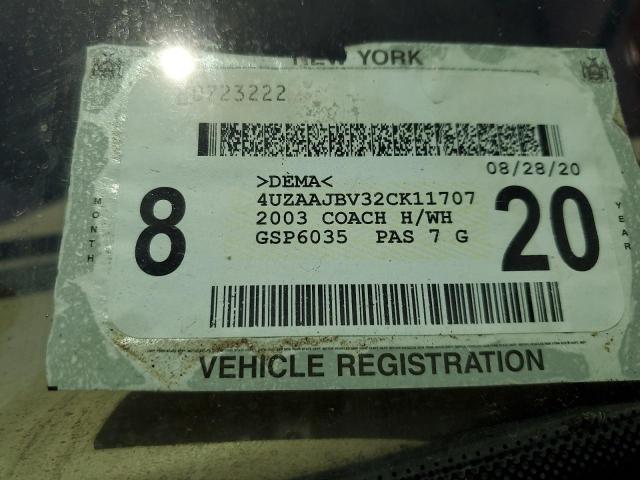 NEW YORK
0723222
08/28/20
>DEMA<
4UZAAJBV32CK11707
2003 COACH H/WH
GSP6035 PAS 7 G
MONTH
8
20
YEAR
VEHICLE REGISTRATION